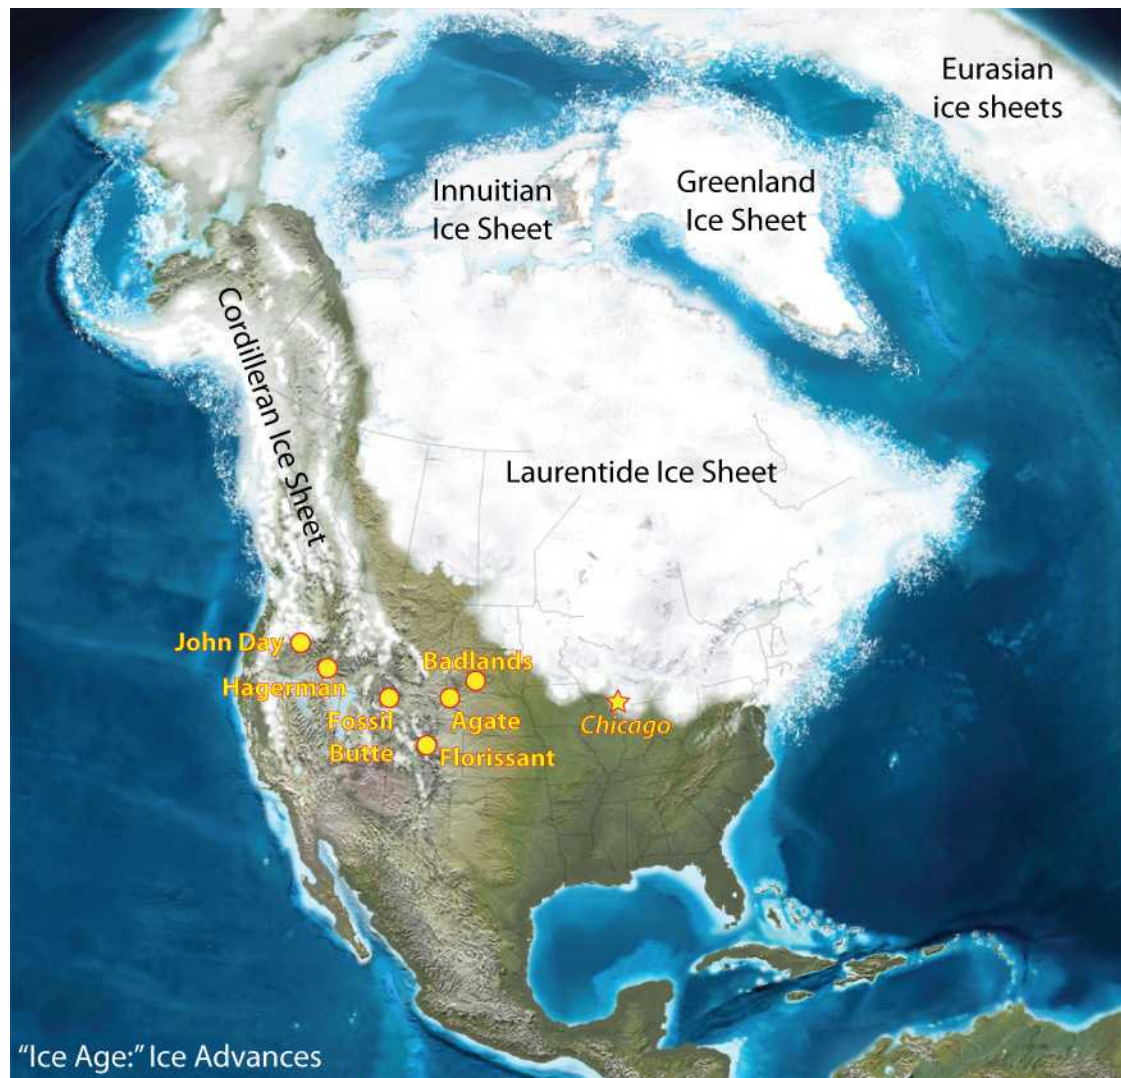 Eurasian
ice sheets
Innuitian
Ice Sheet
Greenland
Ice Sheet
Cordilleran Ice Sheet
Laurentide Ice Sheet
John Day
Hagerman
Badlands
Fossil
Butte
Agate
Chicago
Florissant
"Ice Age:" Ice Advances